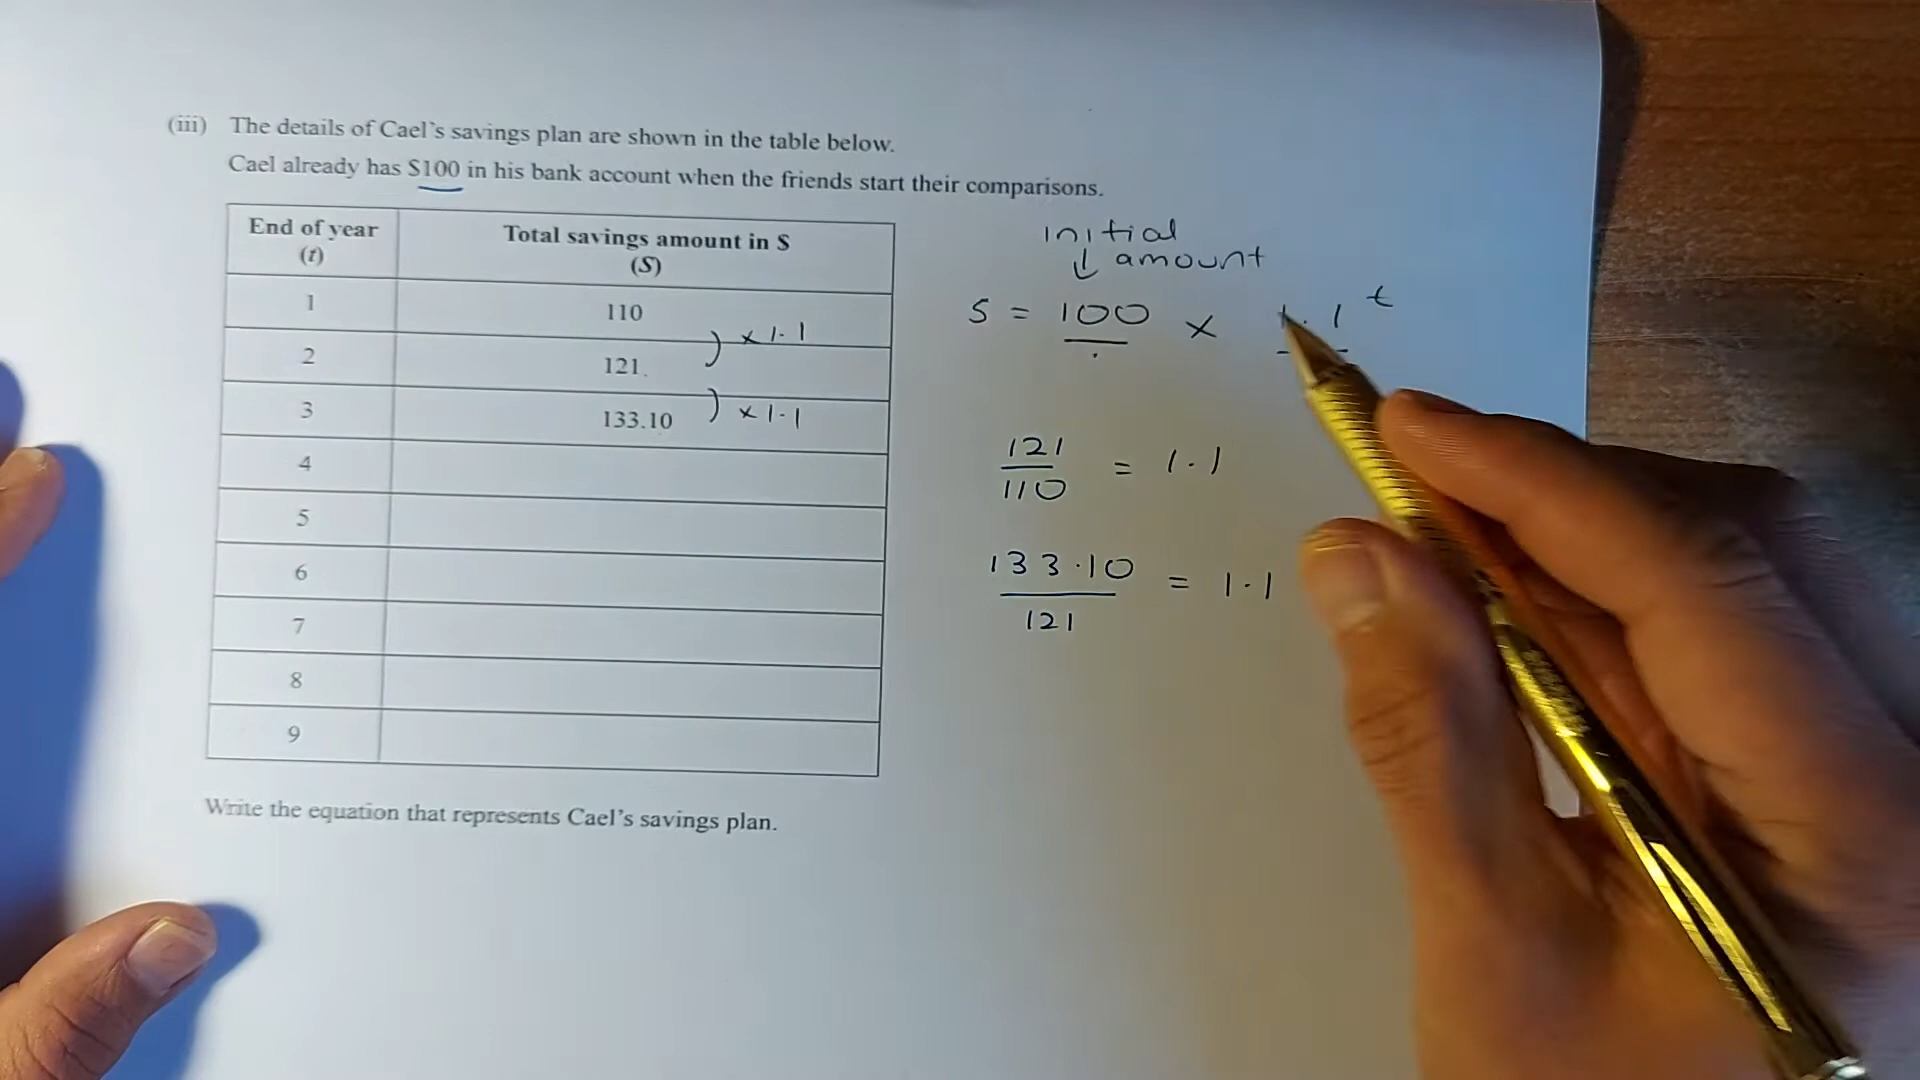 (iii) The details of Cael's savings plan are shown in the table below.
Cael already has $100 in his bank account when the friends start their comparisons.
End of year
(t)
Total savings amount in $
(S)
1 110
2 121
3 133.10
4
5
6
7
8
9
× 1.1
× 1.1
Initial
↓ amount
S = 100 × 1.1^t
121
110
= 1.1
133.10
121
= 1.1
Write the equation that represents Cael's savings plan.